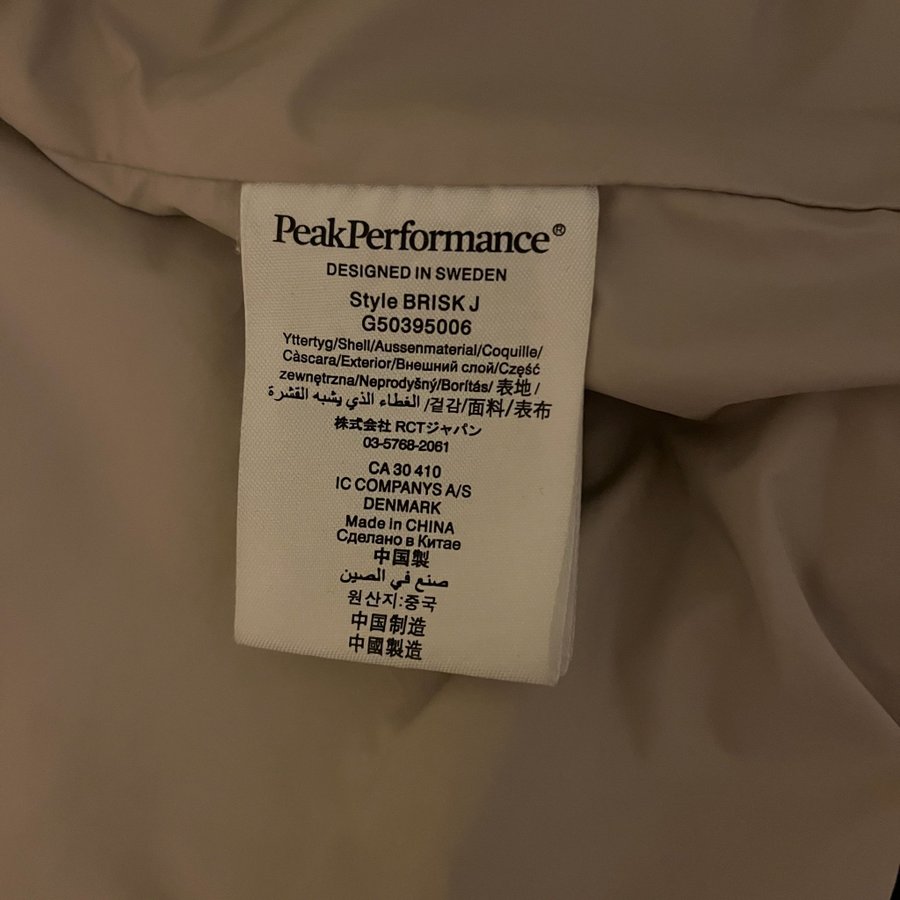 PeakPerformance®
DESIGNED IN SWEDEN
Style BRISK J
G50395006
Yttertyg/Shell/Aussenmaterial/Coquille/
Càscara/Exterior/Внешний слой/Część
zewnętrzna/Neprodyšný/Borítás/ 表地 /
الغطاء الذي يشبه القشرة /겉감/面料/表布
株式会社 RCTジャパン
03-5768-2061
CA 30 410
IC COMPANYS A/S
DENMARK
Made in CHINA
Сделано в Китае
中国製
صنع في الصين
원산지:중국
中国制造
中國製造